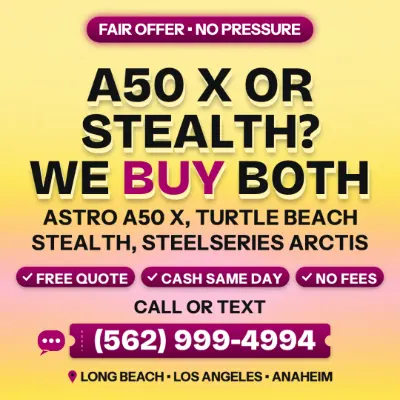 FAIR OFFER • NO PRESSURE
A50 X OR
STEALTH?
WE BUY BOTH
ASTRO A50 X, TURTLE BEACH
STEALTH, STEELSERIES ARCTIS
✓ FREE QUOTE ✓ CASH SAME DAY ✓ NO FEES
CALL OR TEXT
(562) 999-4994
LONG BEACH • LOS ANGELES • ANAHEIM